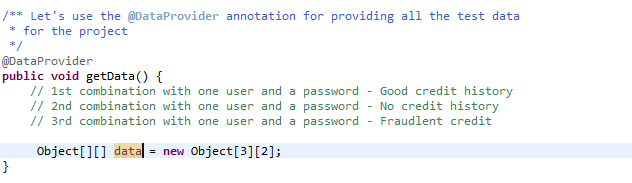 /** Let's use the @DataProvider annotation for providing all the test data
* for the project
*/
@DataProvider
public void getData() {
// 1st combination with one user and a password - Good credit history
// 2nd combination with one user and a password - No credit history
// 3rd combination with one user and a password - Fraudlent credit
Object[][] data = new Object[3][2];
}